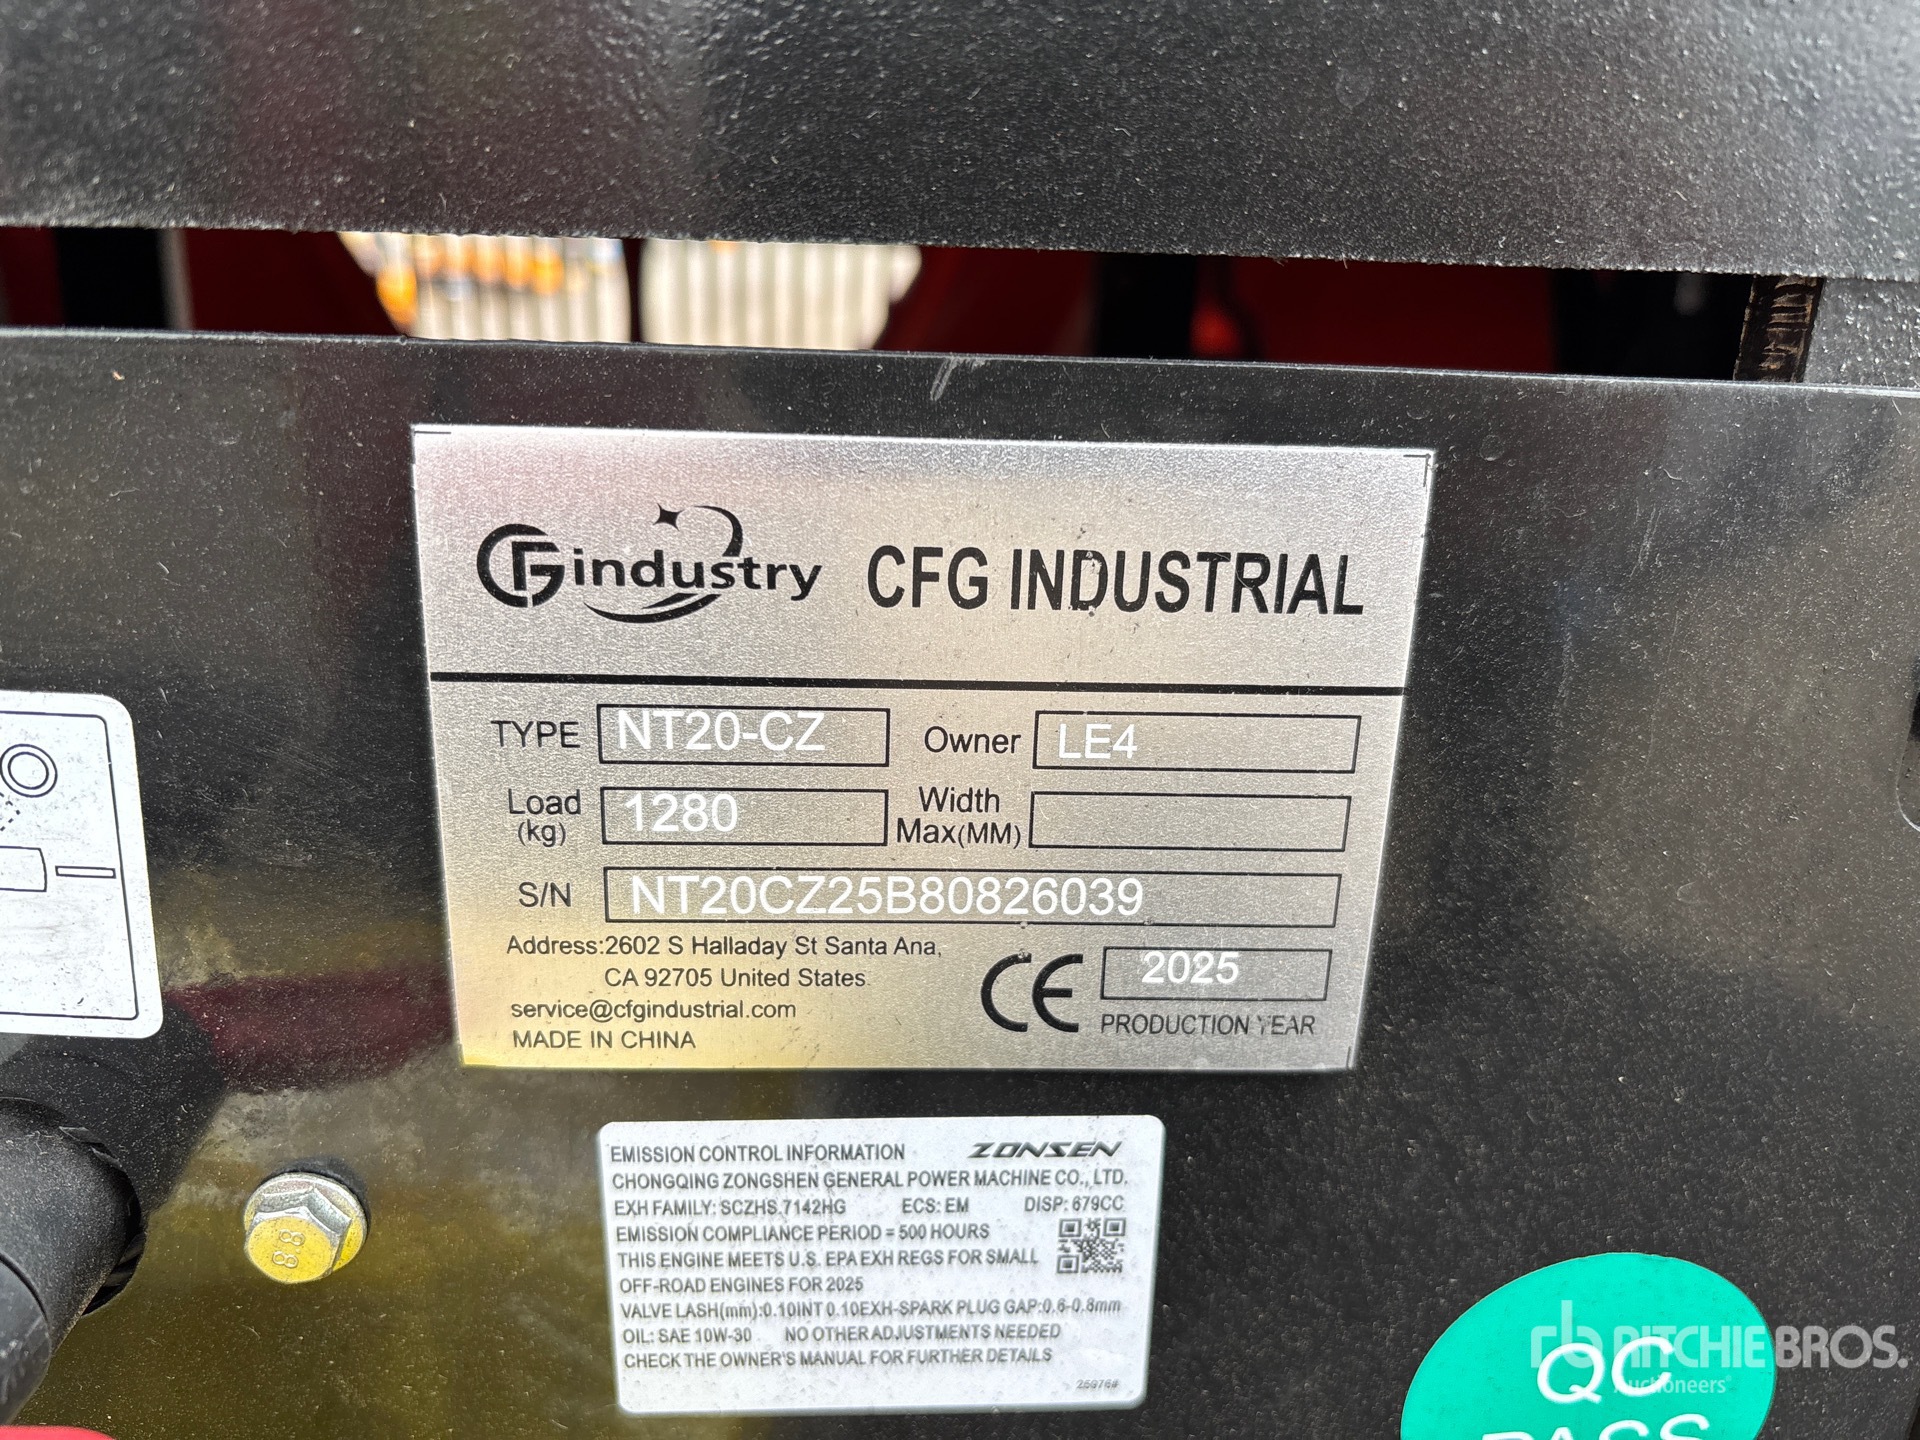 CFG industry CFG INDUSTRIAL
TYPE NT20-CZ Owner LE4
Load (kg) 1280 Width Max(MM)
S/N NT20CZ25B80826039
Address:2602 S Halladay St Santa Ana,
CA 92705 United States.
service@cfgindustrial.com
MADE IN CHINA
CE 2025
PRODUCTION YEAR
EMISSION CONTROL INFORMATION ZONSEN
CHONGQING ZONGSHEN GENERAL POWER MACHINE CO., LTD.
EXH FAMILY: SCZHS.7142HG ECS: EM DISP: 679CC
EMISSION COMPLIANCE PERIOD = 500 HOURS
THIS ENGINE MEETS U.S. EPA EXH REGS FOR SMALL
OFF-ROAD ENGINES FOR 2025
VALVE LASH(mm):0.10INT 0.10EXH-SPARK PLUG GAP:0.6-0.8mm
OIL: SAE 10W-30 NO OTHER ADJUSTMENTS NEEDED
CHECK THE OWNER'S MANUAL FOR FURTHER DETAILS
8.8
QC
PASS
rb RITCHIE BROS.
Auctioneers®